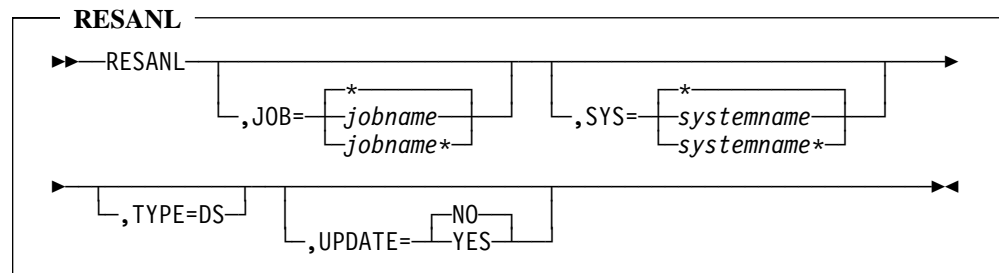 RESANL
RESANL
,JOB= * ,SYS= *
jobname systemname
jobname* systemname*
,TYPE=DS ,UPDATE= NO
YES